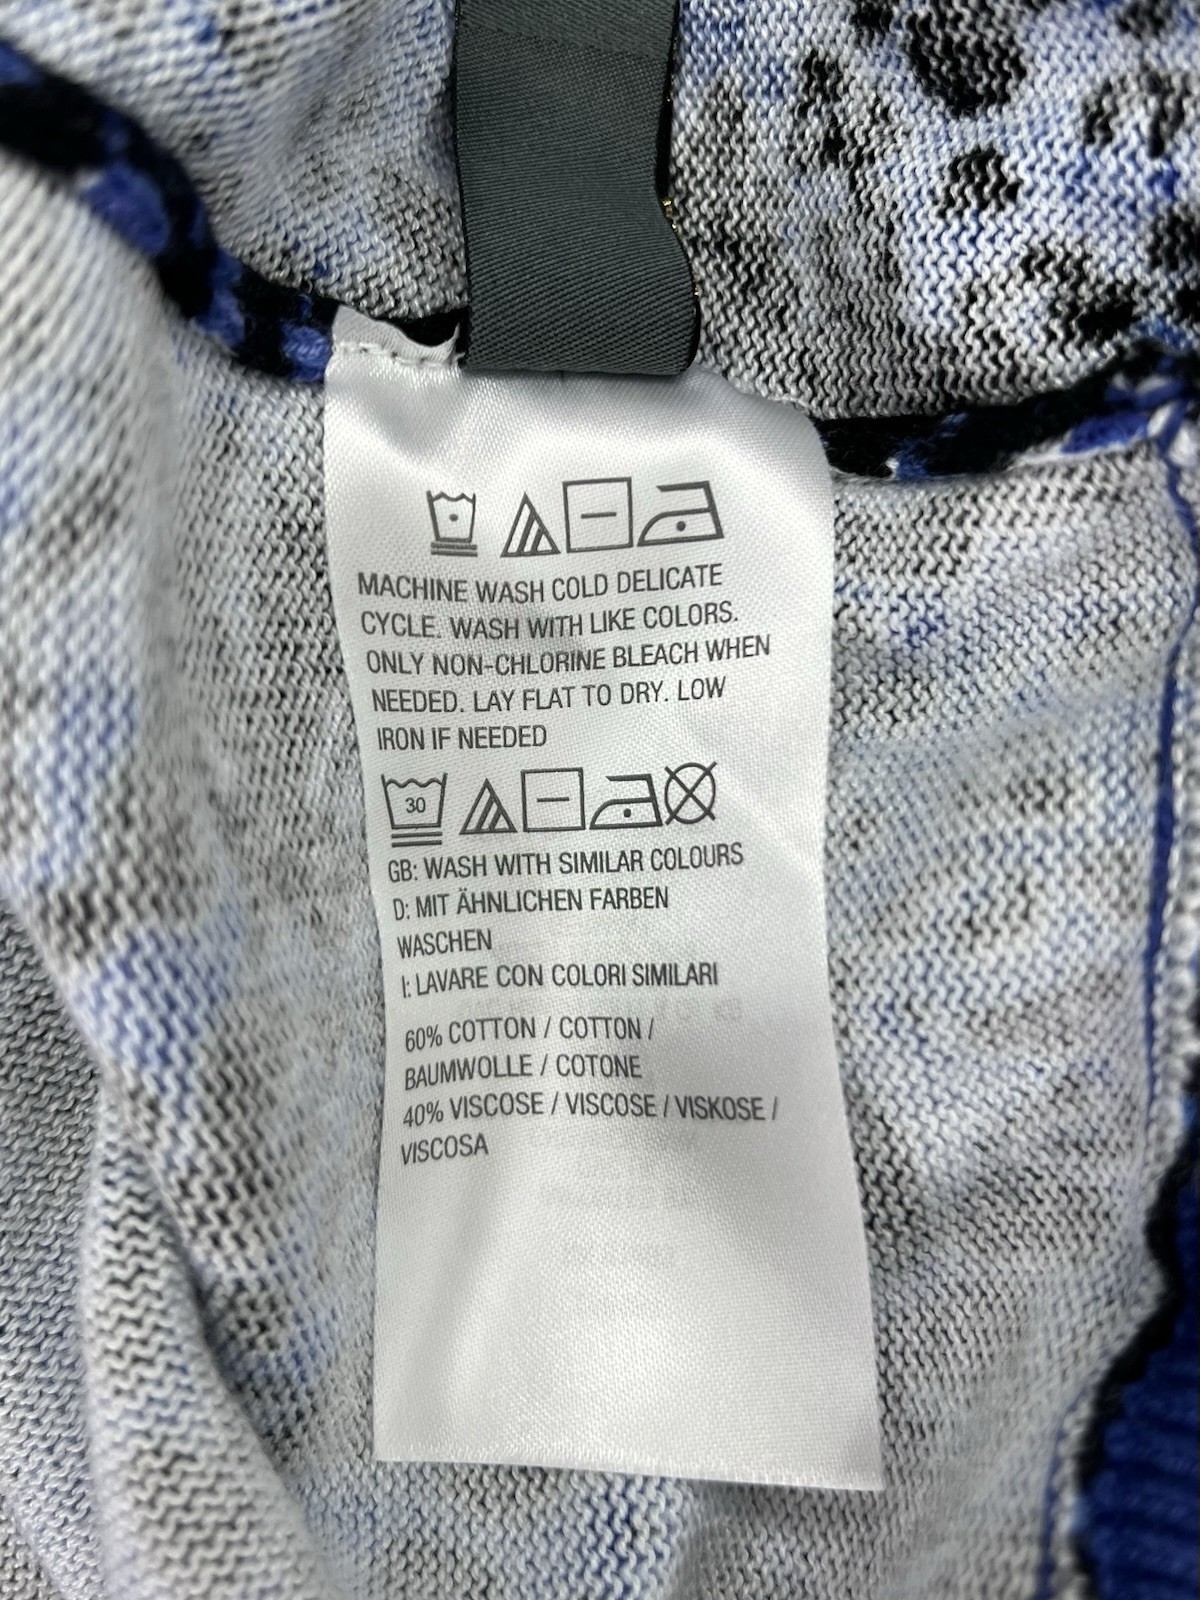 MACHINE WASH COLD DELICATE
CYCLE. WASH WITH LIKE COLORS.
ONLY NON-CHLORINE BLEACH WHEN
NEEDED. LAY FLAT TO DRY. LOW
IRON IF NEEDED
30
GB: WASH WITH SIMILAR COLOURS
D: MIT ÄHNLICHEN FARBEN
WASCHEN
I: LAVARE CON COLORI SIMILARI
60% COTTON / COTTON /
BAUMWOLLE / COTONE
40% VISCOSE / VISCOSE / VISKOSE /
VISCOSA